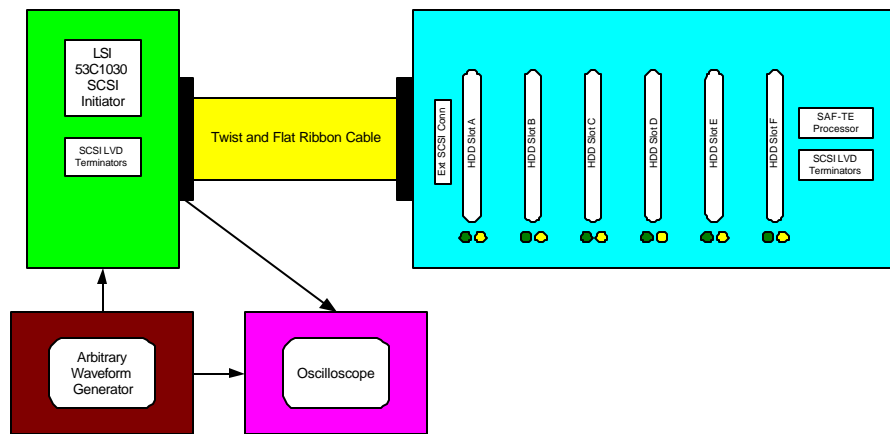 LSI
53C1030
SCSI
Initiator
SCSI LVD
Terminators
Twist and Flat Ribbon Cable
Ext SCSI Conn
HDD Slot A
HDD Slot B
HDD Slot C
HDD Slot D
HDD Slot E
HDD Slot F
SAF-TE
Processor
SCSI LVD
Terminators
Arbitrary
Waveform
Generator
Oscilloscope